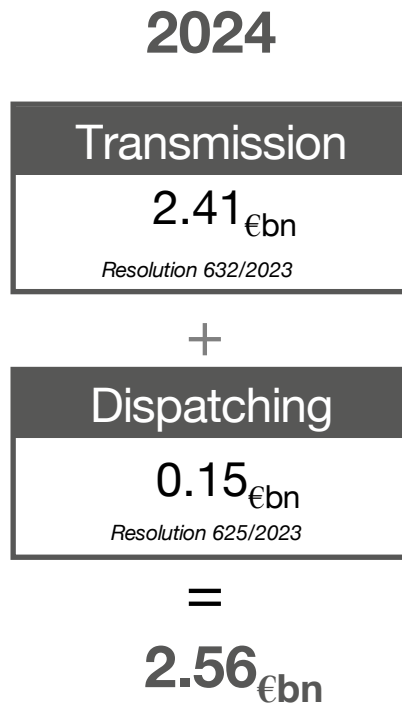 2024
Transmission
2.41€bn
Resolution 632/2023
+
Dispatching
0.15€bn
Resolution 625/2023
=
2.56€bn